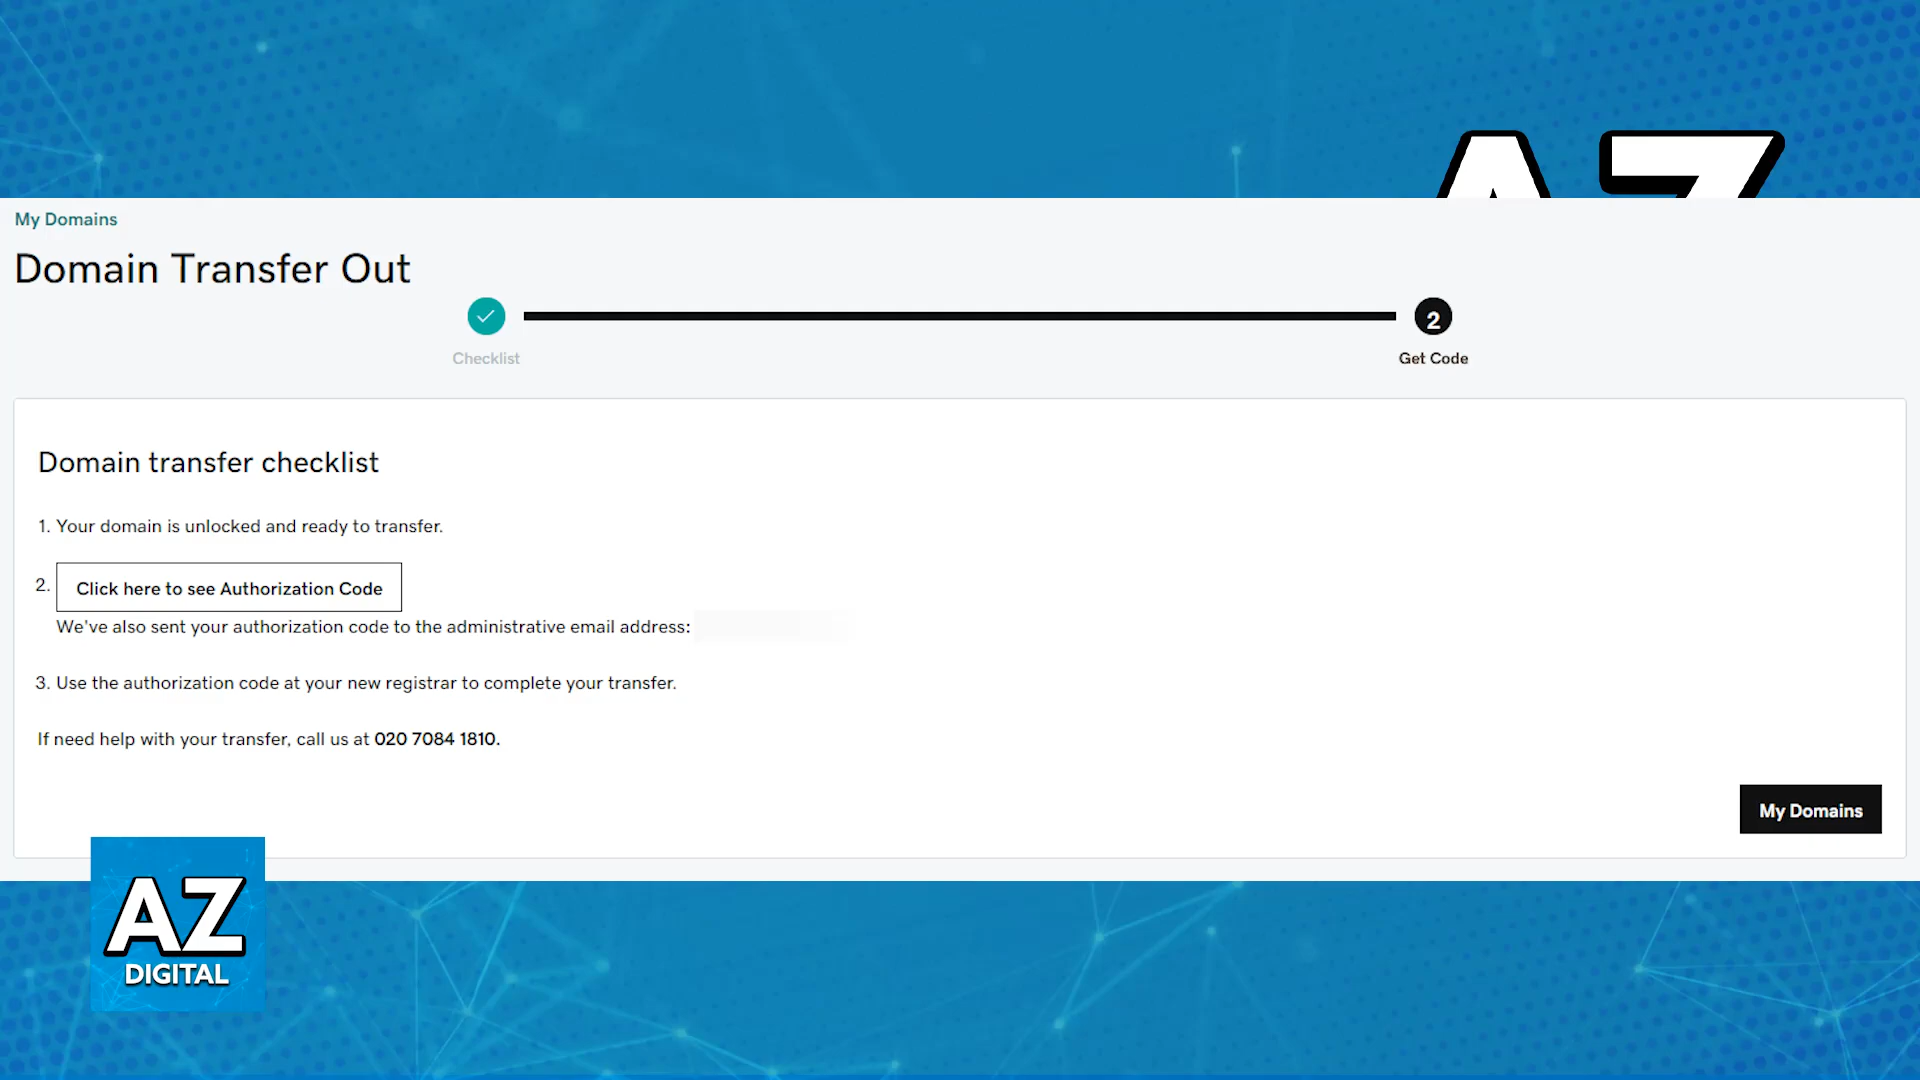 AZ
My Domains
Domain Transfer Out
2
Checklist
Get Code
Domain transfer checklist
1. Your domain is unlocked and ready to transfer.
2. Click here to see Authorization Code
We've also sent your authorization code to the administrative email address:
3. Use the authorization code at your new registrar to complete your transfer.
If need help with your transfer, call us at 020 7084 1810.
My Domains
AZ
DIGITAL